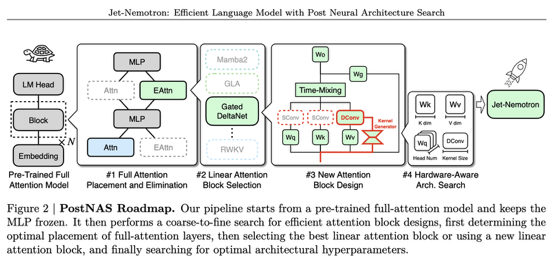 Jet-Nemotron: Efficient Language Model with Post Neural Architecture Search
LM Head
Block
N
Embedding
Pre-Trained Full
Attention Model
MLP
Attn
EAttn
MLP
Attn
Attn
#1 Full Attention
Placement and Elimination
Mamba2
GLA
Gated
DeltaNet
RWKV
#2 Linear Attention
Block Selection
Wo
Wg
Time-Mixing
SConv
SConv
DConv
Kernel
Generator
Wq
Wk
Wv
#3 New Attention
Block Design
Wk
Wv
K dim
V dim
Wq
DConv
Head Num
Kernel Size
#4 Hardware-Aware
Arch. Search
Jet-Nemotron
Figure 2 | PostNAS Roadmap. Our pipeline starts from a pre-trained full-attention model and keeps the
MLP frozen. It then performs a coarse-to-fine search for efficient attention block designs, first determining the
optimal placement of full-attention layers, then selecting the best linear attention block or using a new linear
attention block, and finally searching for optimal architectural hyperparameters.